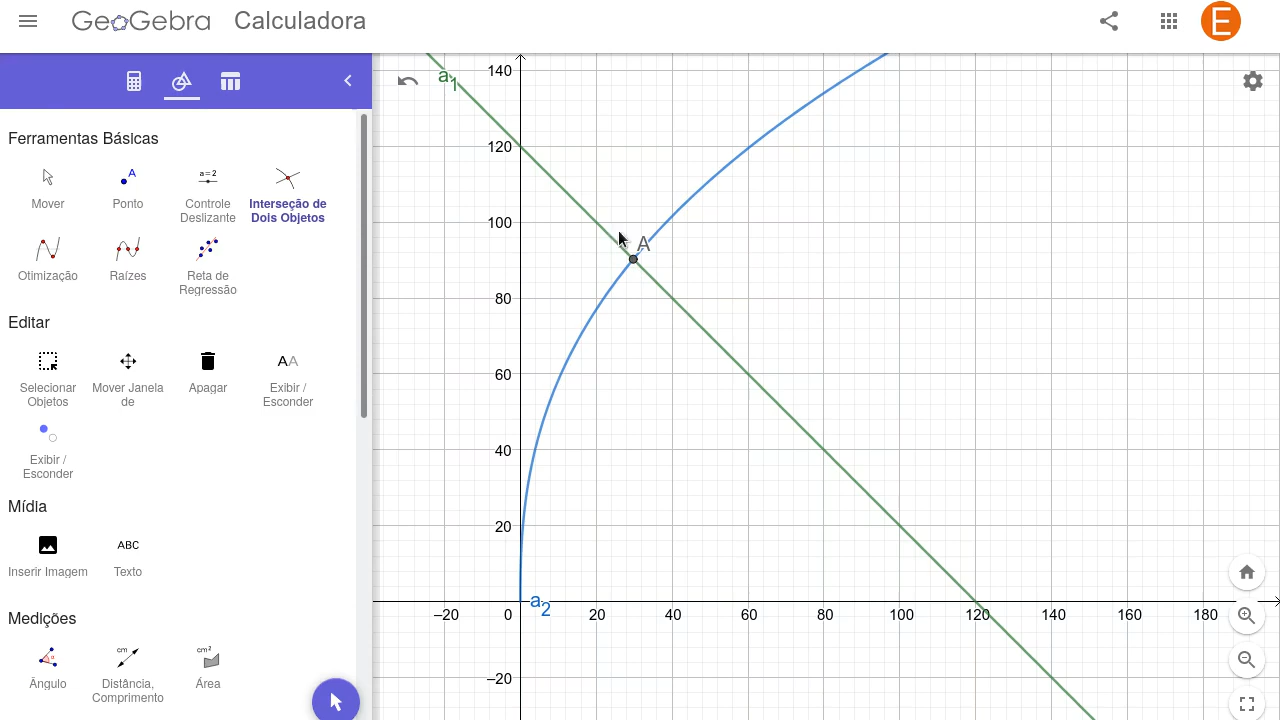 GeoGebra Calculadora
E
Ferramentas Básicas
Mover
A
Ponto
a=2
Controle
Deslizante
Interseção de
Dois Objetos
Otimização
Raízes
Reta de
Regressão
Editar
Selecionar
Objetos
Mover Janela
de
Apagar
AA
Exibir /
Esconder
Exibir /
Esconder
Mídia
Inserir Imagem
ABC
Texto
Medições
α
Ângulo
cm
Distância,
Comprimento
cm²
Área
a₁
A
a₂
140
120
100
80
60
40
20
–20
–20
0
20
40
60
80
100
120
140
160
180